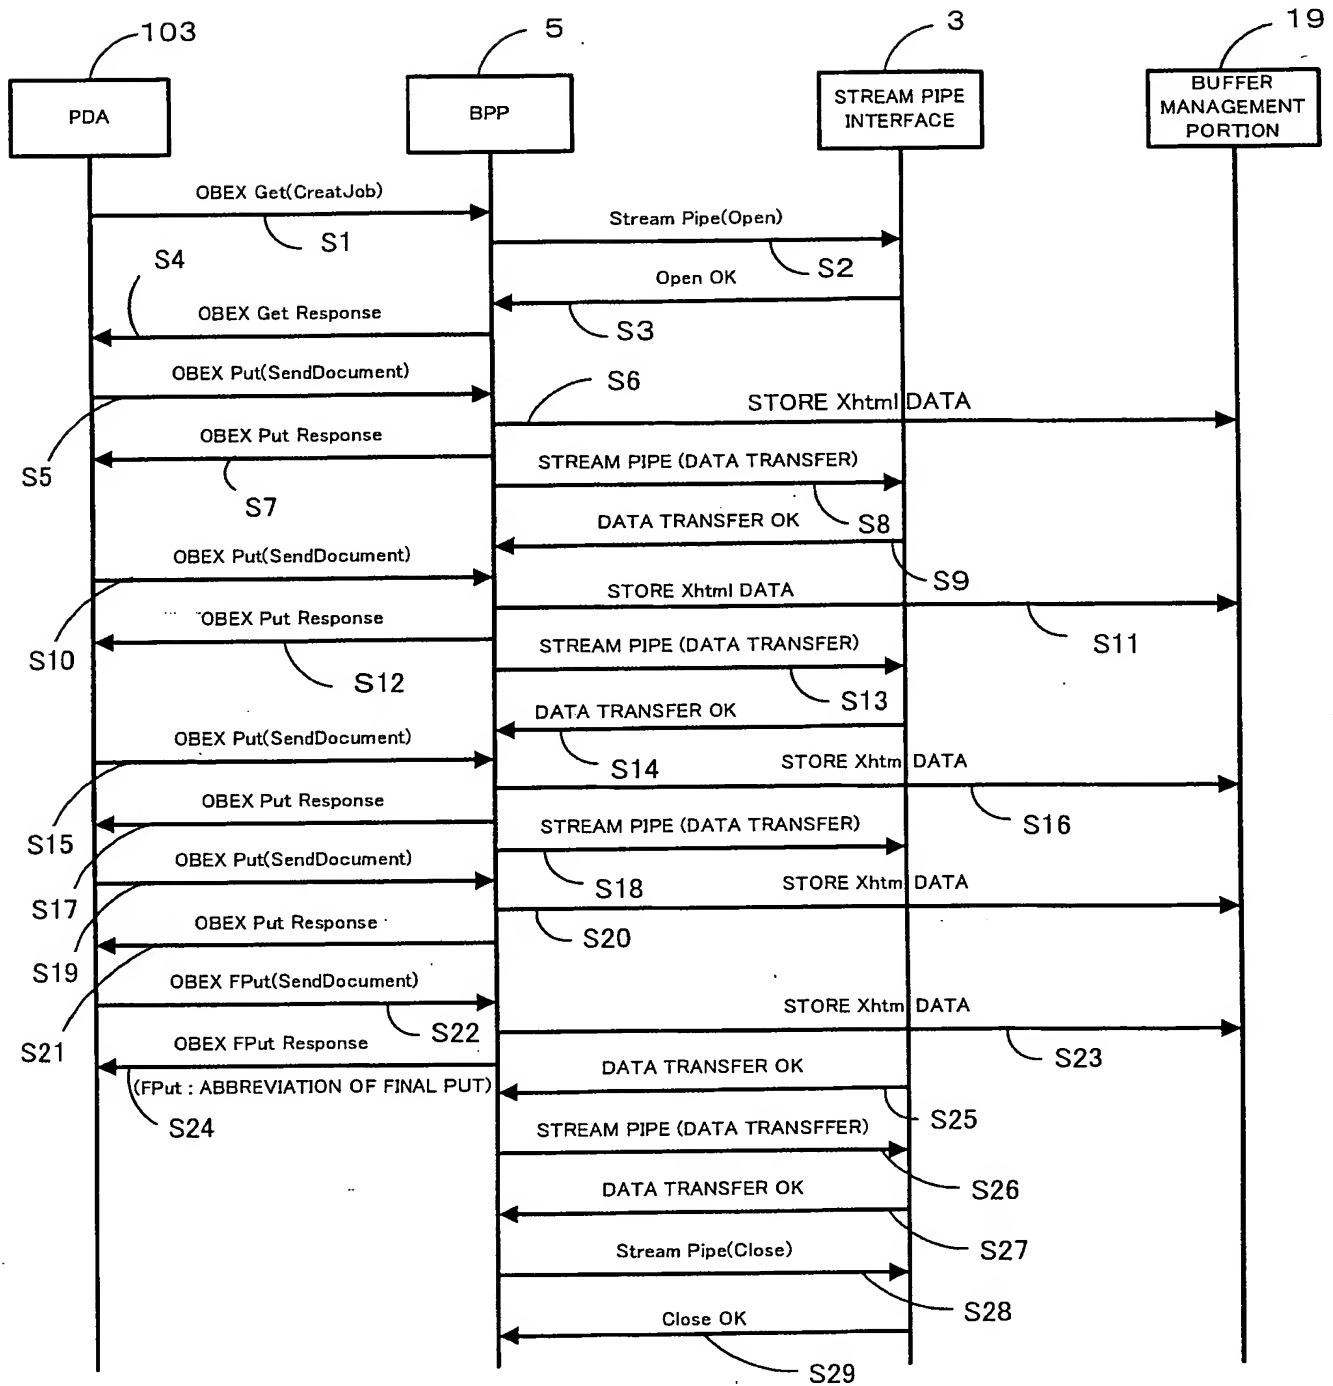 103
5
3
19
PDA
BPP
STREAM PIPE
INTERFACE
BUFFER
MANAGEMENT
PORTION
OBEX Get(CreatJob)
S1
Stream Pipe(Open)
S2
S4
Open OK
S3
OBEX Get Response
OBEX Put(SendDocument)
S6
STORE Xhtml DATA
S5
OBEX Put Response
S7
STREAM PIPE (DATA TRANSFER)
S8
DATA TRANSFER OK
S9
OBEX Put(SendDocument)
STORE Xhtml DATA
S11
S10
OBEX Put Response
S12
STREAM PIPE (DATA TRANSFER)
S13
DATA TRANSFER OK
S14
OBEX Put(SendDocument)
STORE Xhtml DATA
S16
S15
OBEX Put Response
S17
STREAM PIPE (DATA TRANSFER)
S18
OBEX Put(SendDocument)
STORE Xhtml DATA
S20
S19
OBEX Put Response
S21
OBEX FPut(SendDocument)
S22
STORE Xhtml DATA
S23
OBEX FPut Response
(FPut : ABBREVIATION OF FINAL PUT)
S24
DATA TRANSFER OK
S25
STREAM PIPE (DATA TRANSFFER)
S26
DATA TRANSFER OK
S27
Stream Pipe(Close)
S28
Close OK
S29